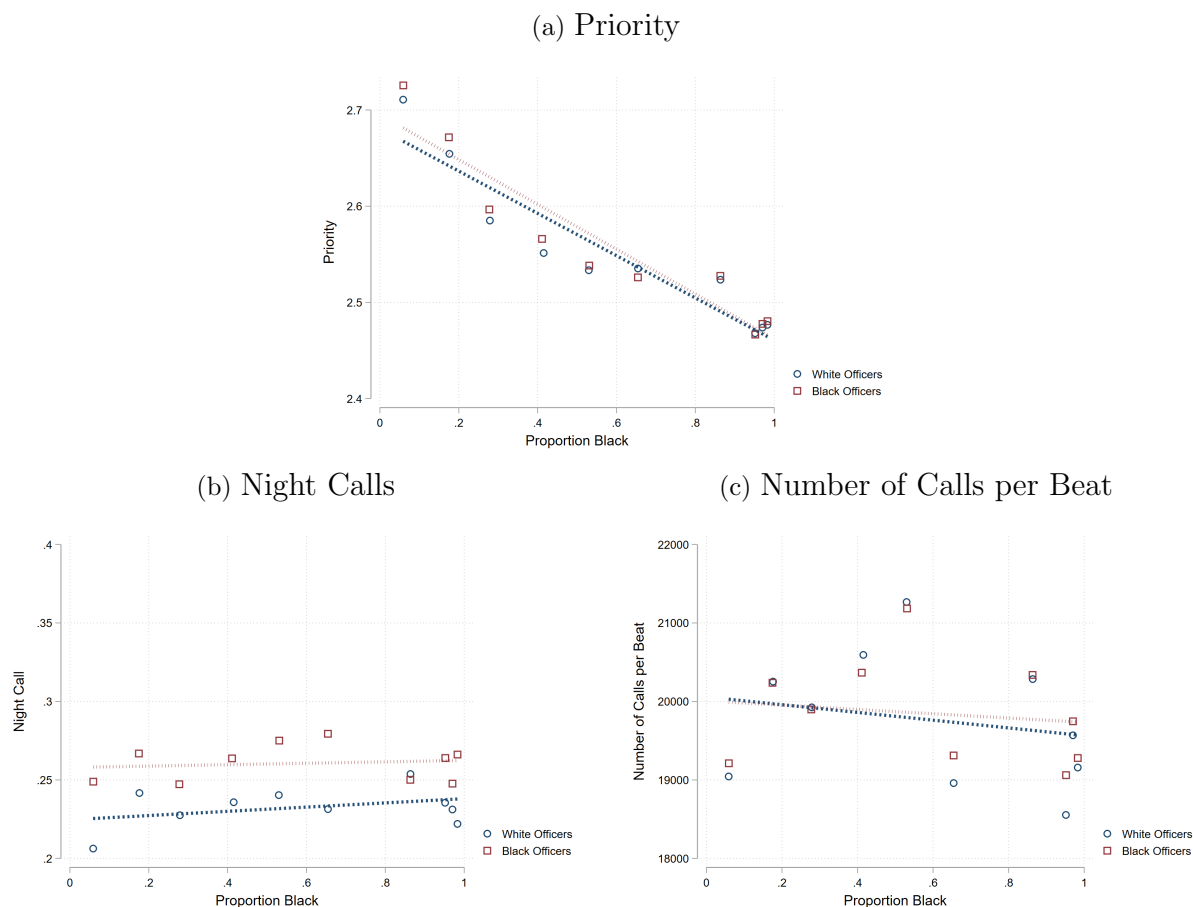 (a) Priority
Priority
2.7
2.6
2.5
2.4
0 .2 .4 .6 .8 1
Proportion Black
White Officers
Black Officers
(b) Night Calls
Night Call
.4
.35
.3
.25
.2
0 .2 .4 .6 .8 1
Proportion Black
White Officers
Black Officers
(c) Number of Calls per Beat
Number of Calls per Beat
22000
21000
20000
19000
18000
0 .2 .4 .6 .8 1
Proportion Black
White Officers
Black Officers